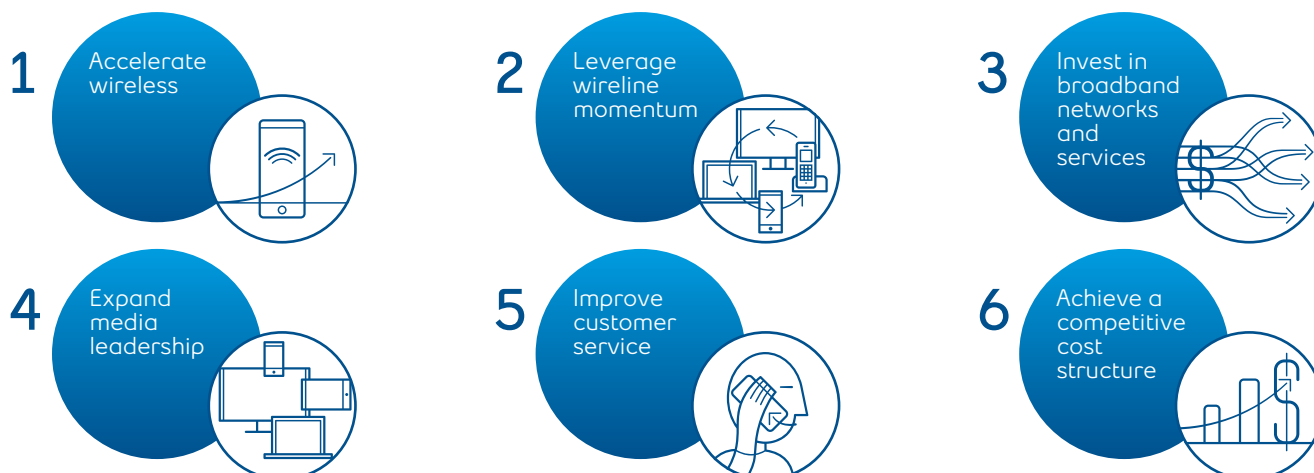 1
Accelerate
wireless
2
Leverage
wireline
momentum
3
Invest in
broadband
networks
and
services
$
4
Expand
media
leadership
5
Improve
customer
service
6
Achieve a
competitive
cost
structure
$